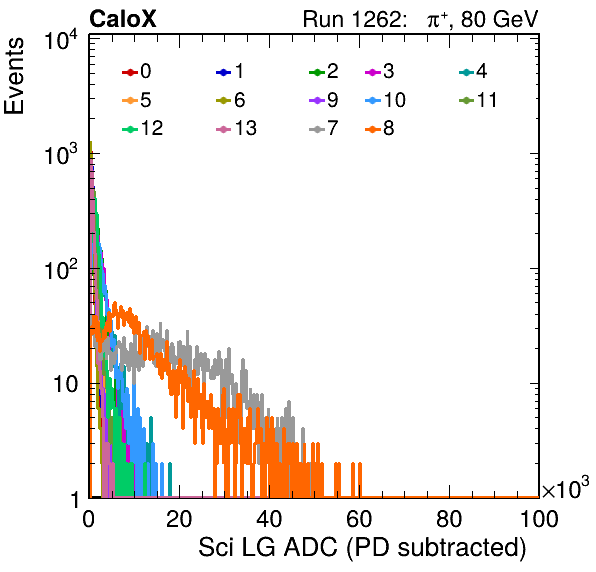 CaloX Run 1262: π⁺, 80 GeV
Events
10⁴
10³
10²
10
1
0 1 2 3 4
5 6 9 10 11
12 13 7 8
0 20 40 60 80 100
×10³
Sci LG ADC (PD subtracted)